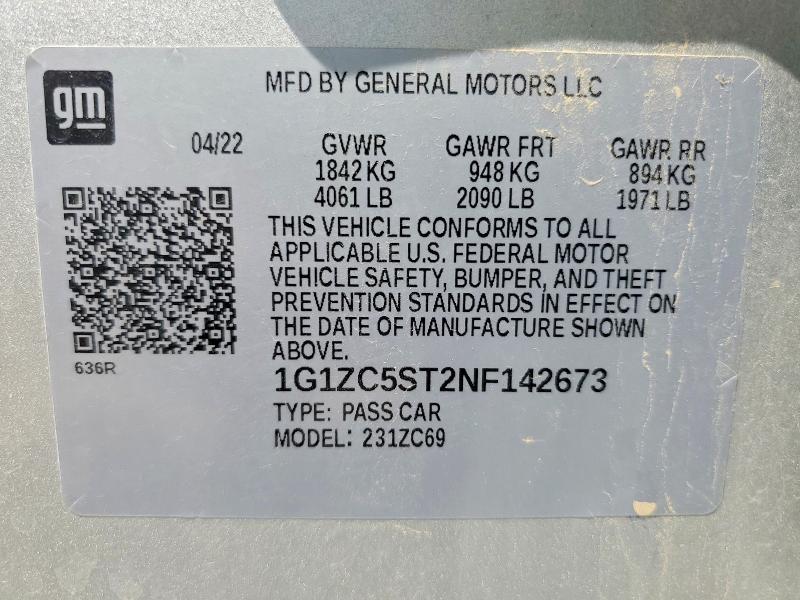 gm
MFD BY GENERAL MOTORS LLC
04/22 GVWR GAWR FRT GAWR RR
1842 KG 948 KG 894 KG
4061 LB 2090 LB 1971 LB
THIS VEHICLE CONFORMS TO ALL
APPLICABLE U.S. FEDERAL MOTOR
VEHICLE SAFETY, BUMPER, AND THEFT
PREVENTION STANDARDS IN EFFECT ON
THE DATE OF MANUFACTURE SHOWN
ABOVE.
636R
1G1ZC5ST2NF142673
TYPE: PASS CAR
MODEL: 231ZC69